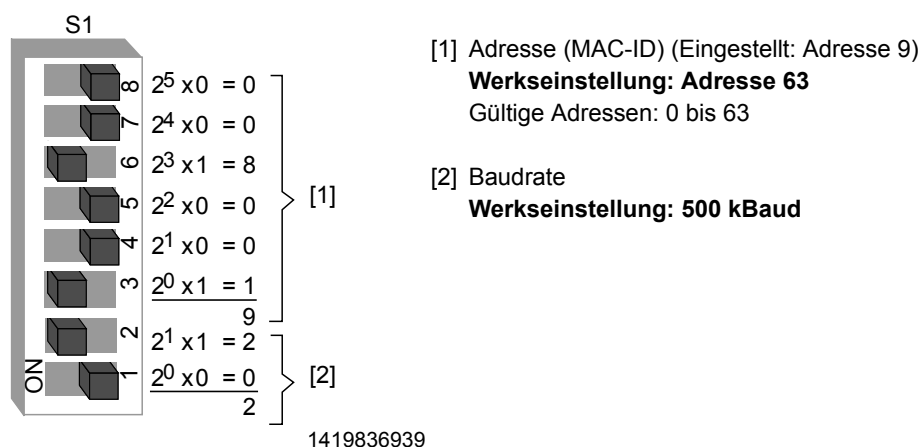 S1
8 2⁵ x0 = 0
7 2⁴ x0 = 0
6 2³ x1 = 8
5 2² x0 = 0
4 2¹ x0 = 0
3 2⁰ x1 = 1
9
[1]
2 2¹ x1 = 2
1 2⁰ x0 = 0
2
[2]
ON
1419836939
[1] Adresse (MAC-ID) (Eingestellt: Adresse 9)
Werkseinstellung: Adresse 63
Gültige Adressen: 0 bis 63
[2] Baudrate
Werkseinstellung: 500 kBaud